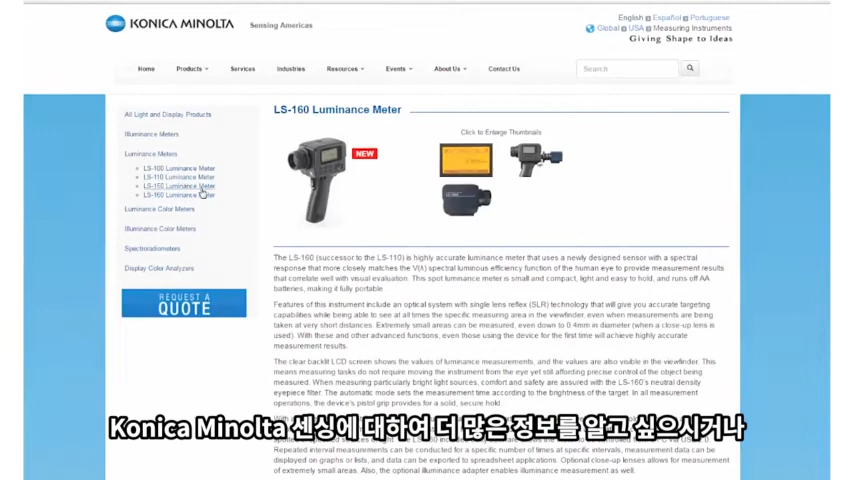 KONICA MINOLTA Sensing Americas
English Español Portuguese
Global USA Measuring Instruments
Giving Shape to Ideas
Home Products Services Industries Resources Events About Us Contact Us Search
All Light and Display Products
Illuminance Meters
Luminance Meters
LS-100 Luminance Meter
LS-110 Luminance Meter
LS-150 Luminance Meter
LS-160 Luminance Meter
Luminance Color Meters
Illuminance Color Meters
Spectroradiometers
Display Color Analyzers
REQUEST A
QUOTE
LS-160 Luminance Meter
NEW
Click to Enlarge Thumbnails
The LS-160 (successor to the LS-110) is highly accurate luminance meter that uses a newly designed sensor with a spectral
response that more closely matches the V(λ) spectral luminous efficiency function of the human eye to provide measurement results
that correlate well with visual evaluation. This spot luminance meter is small and compact, light and easy to hold, and runs off AA
batteries, making it fully portable
Features of this instrument include an optical system with single lens reflex (SLR) technology that will give you accurate targeting
capabilities while being able to see at all times the specific measuring area in the viewfinder, even when measurements are being
taken at very short distances. Extremely small areas can be measured, even down to 0.4mm in diameter (when a close-up lens is
used). With these and other advanced functions, even those using the device for the first time will achieve highly accurate
measurement results.
The clear backlit LCD screen shows the values of luminance measurements, and the values are also visible in the viewfinder. This
means measuring tasks do not require moving the instrument from the eye yet still affording precise control of the object being
measured. When measuring particularly bright light sources, comfort and safety are assured with the LS-160's neutral density
eyepiece filter. The automatic mode sets the measurement time according to the brightness of the target. In all measurement
operations, the device's pistol grip provides for a solid, secure hold.
Konica Minolta 센싱에 대하여 더 많은 정보를 알고 싶으시거나
Repeated interval measurements can be conducted for a specific number of times at specific intervals, measurement data can be
displayed on graphs or lists, and data can be exported to spreadsheet applications. Optional close-up lenses allows for measurement
of extremely small areas. Also, the optional illuminance adapter enables illuminance measurement as well.